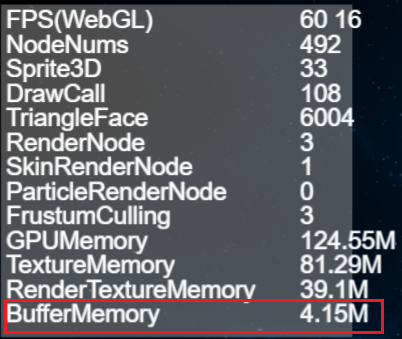 FPS(WebGL) 60 16
NodeNums 492
Sprite3D 33
DrawCall 108
TriangleFace 6004
RenderNode 3
SkinRenderNode 1
ParticleRenderNode 0
FrustumCulling 3
GPUMemory 124.55M
TextureMemory 81.29M
RenderTextureMemory 39.1M
BufferMemory 4.15M